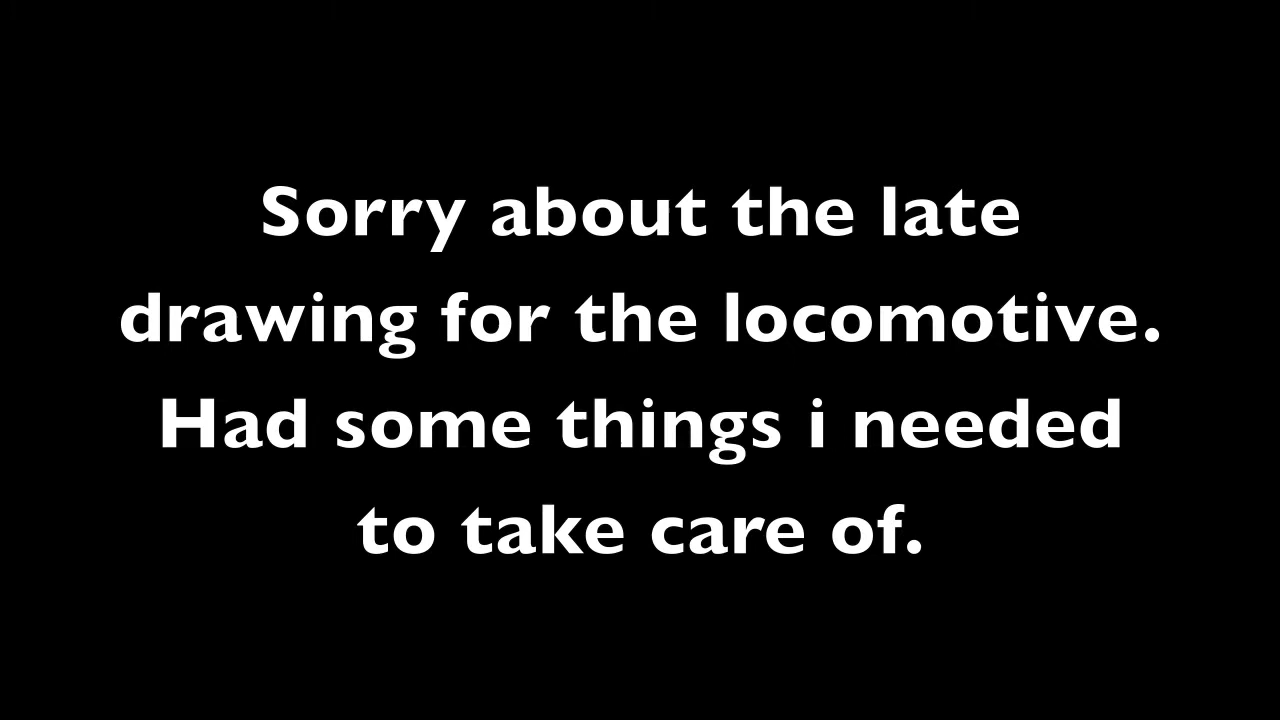 Sorry about the late
drawing for the locomotive.
Had some things i needed
to take care of.